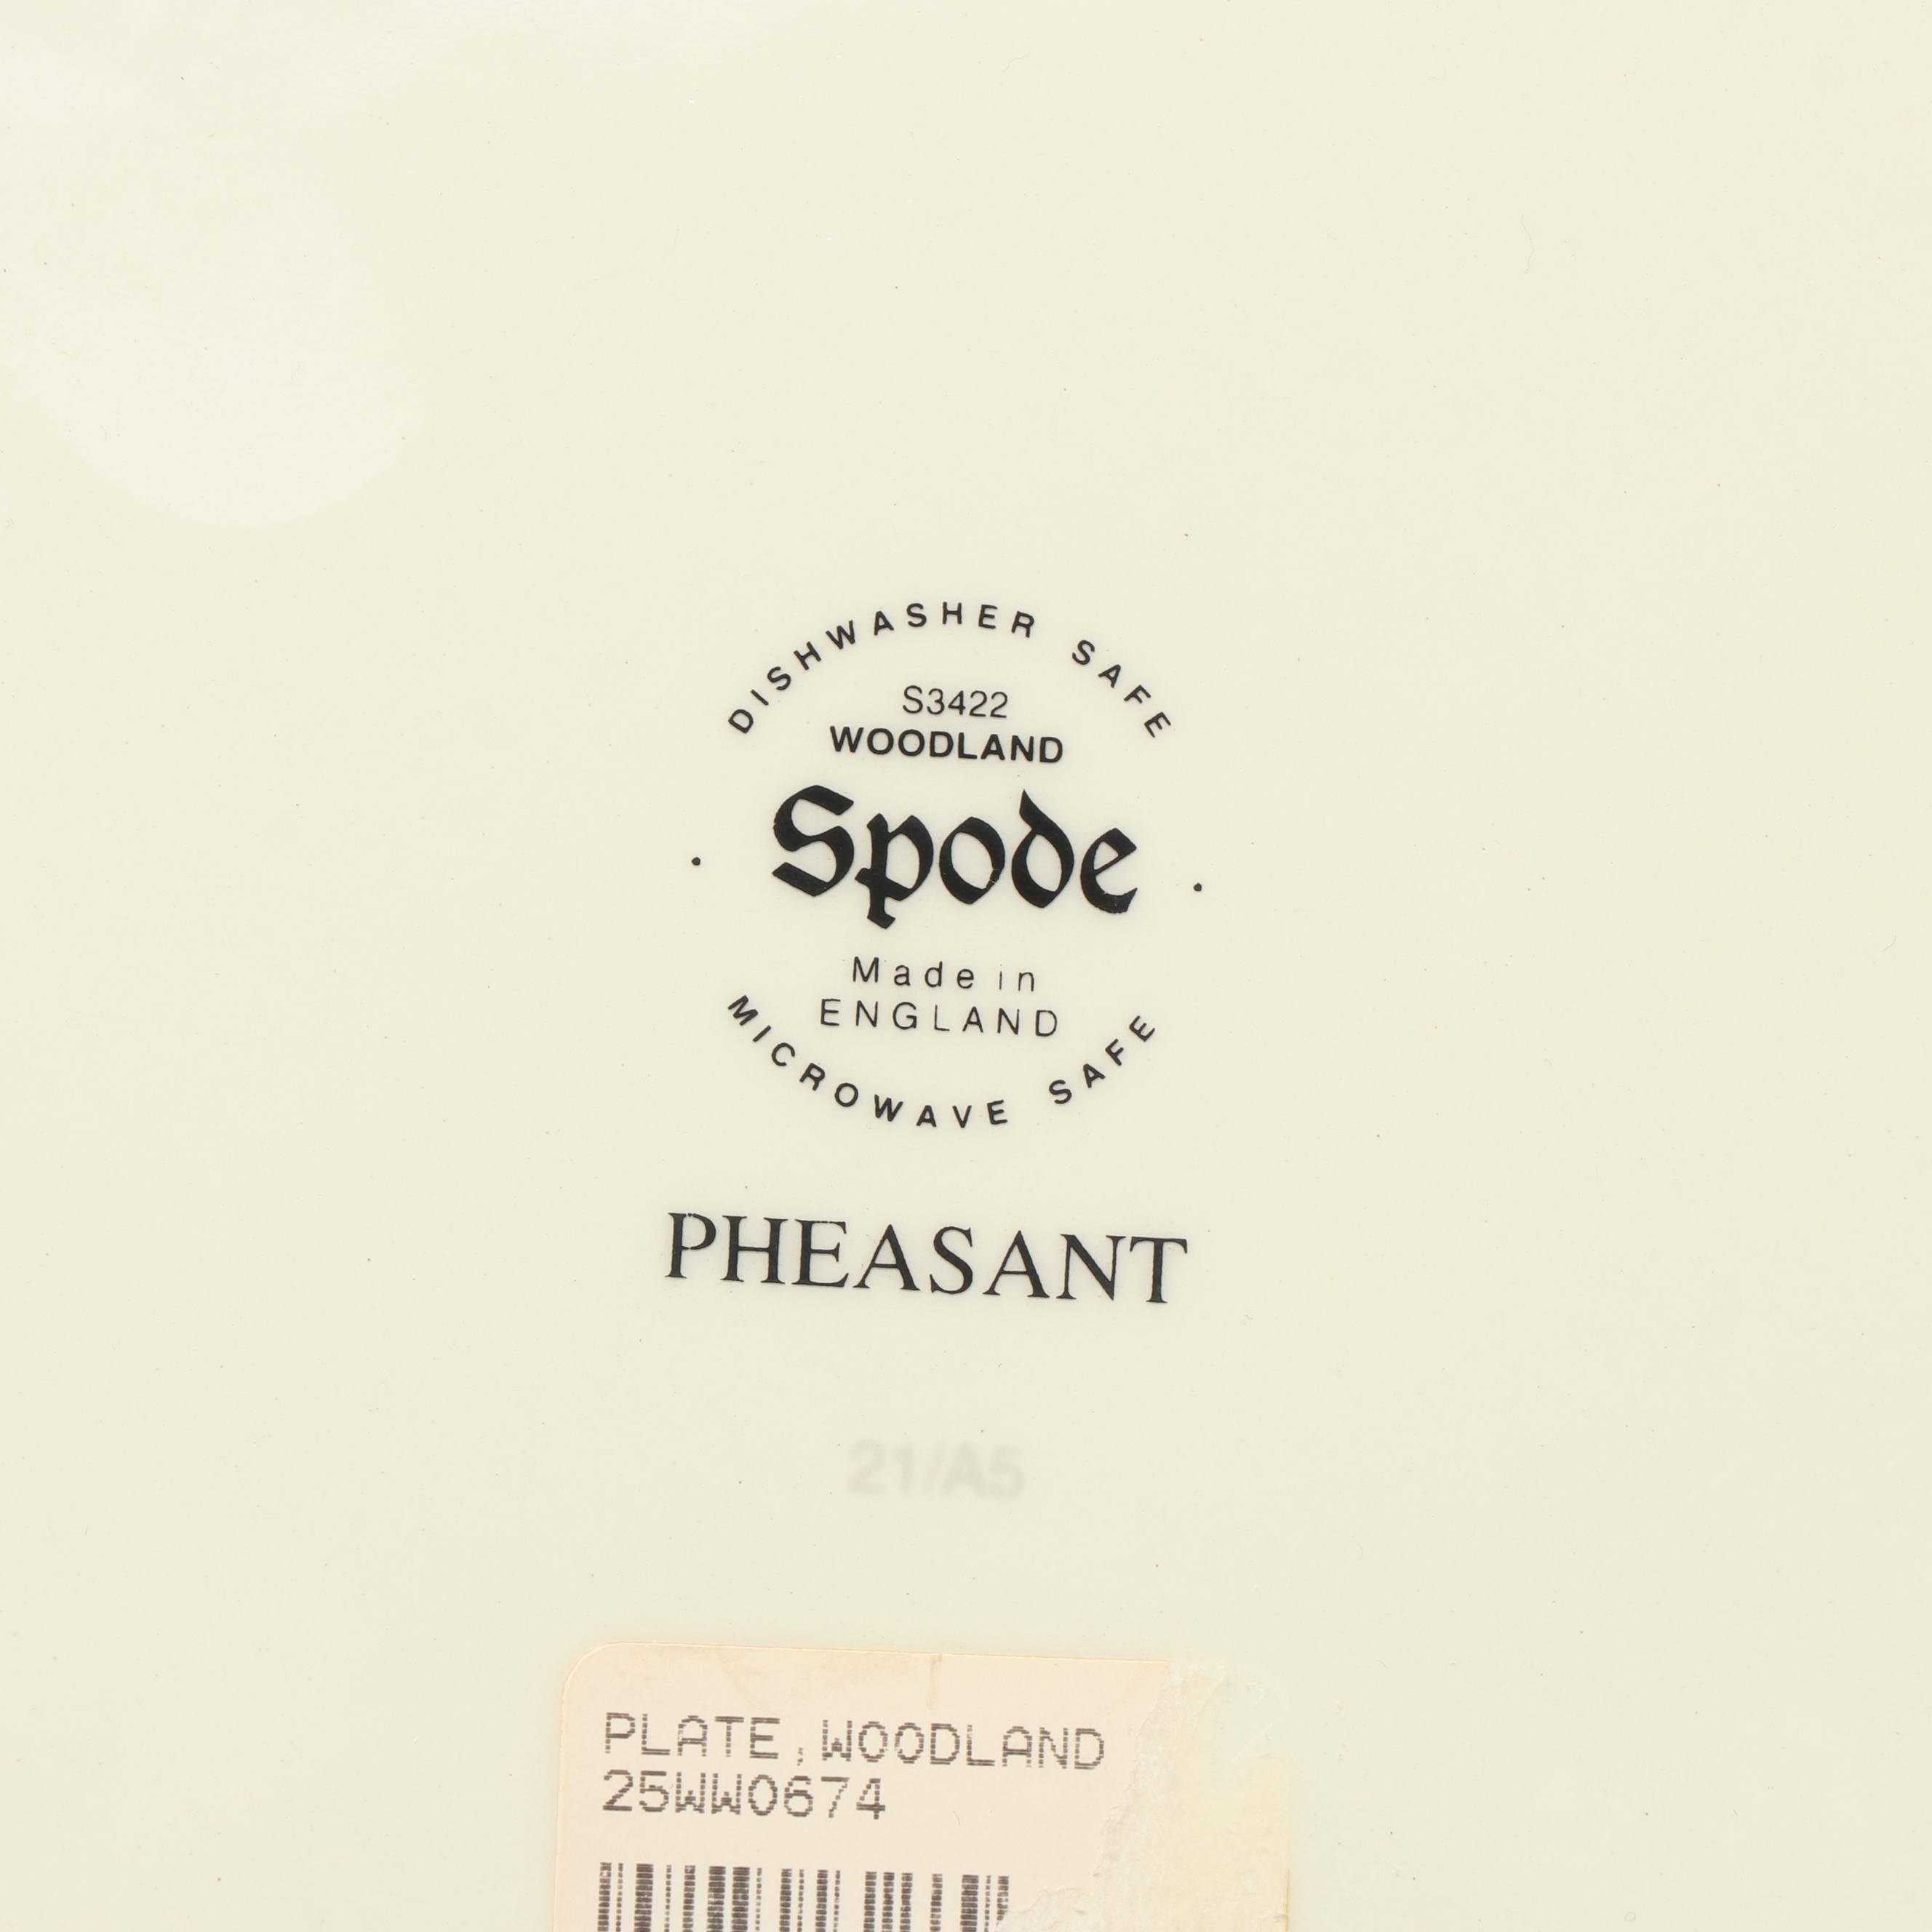 DISHWASHER SAFE
S3422
WOODLAND
Spode
Made in
ENGLAND
MICROWAVE SAFE
PHEASANT
21/A5
PLATE,WOODLAND
25WW0674